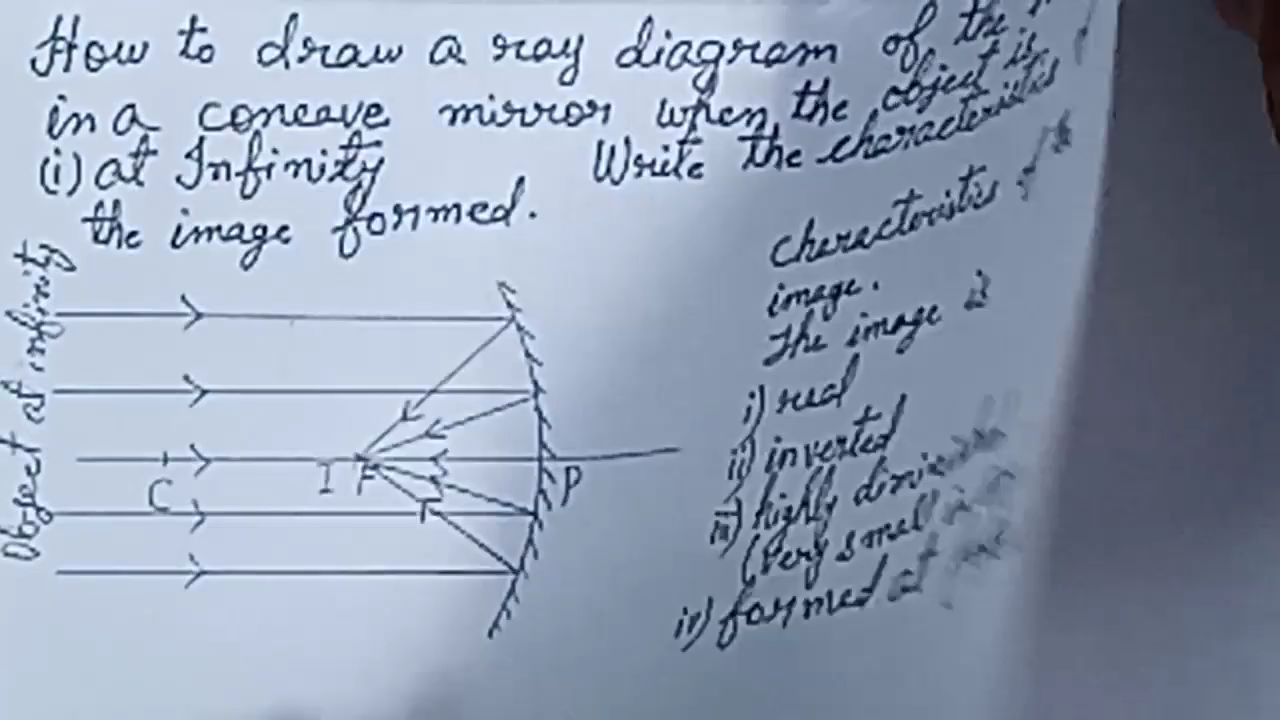 How to draw a ray diagram of the
in a concave mirror when the object is
(i) at Infinity Write the characteristics
the image formed.
Object at infinity
C
I F
P
Characteristics of
image.
The image is
i) real
ii) inverted
iii) highly
(very small
iv) formed at